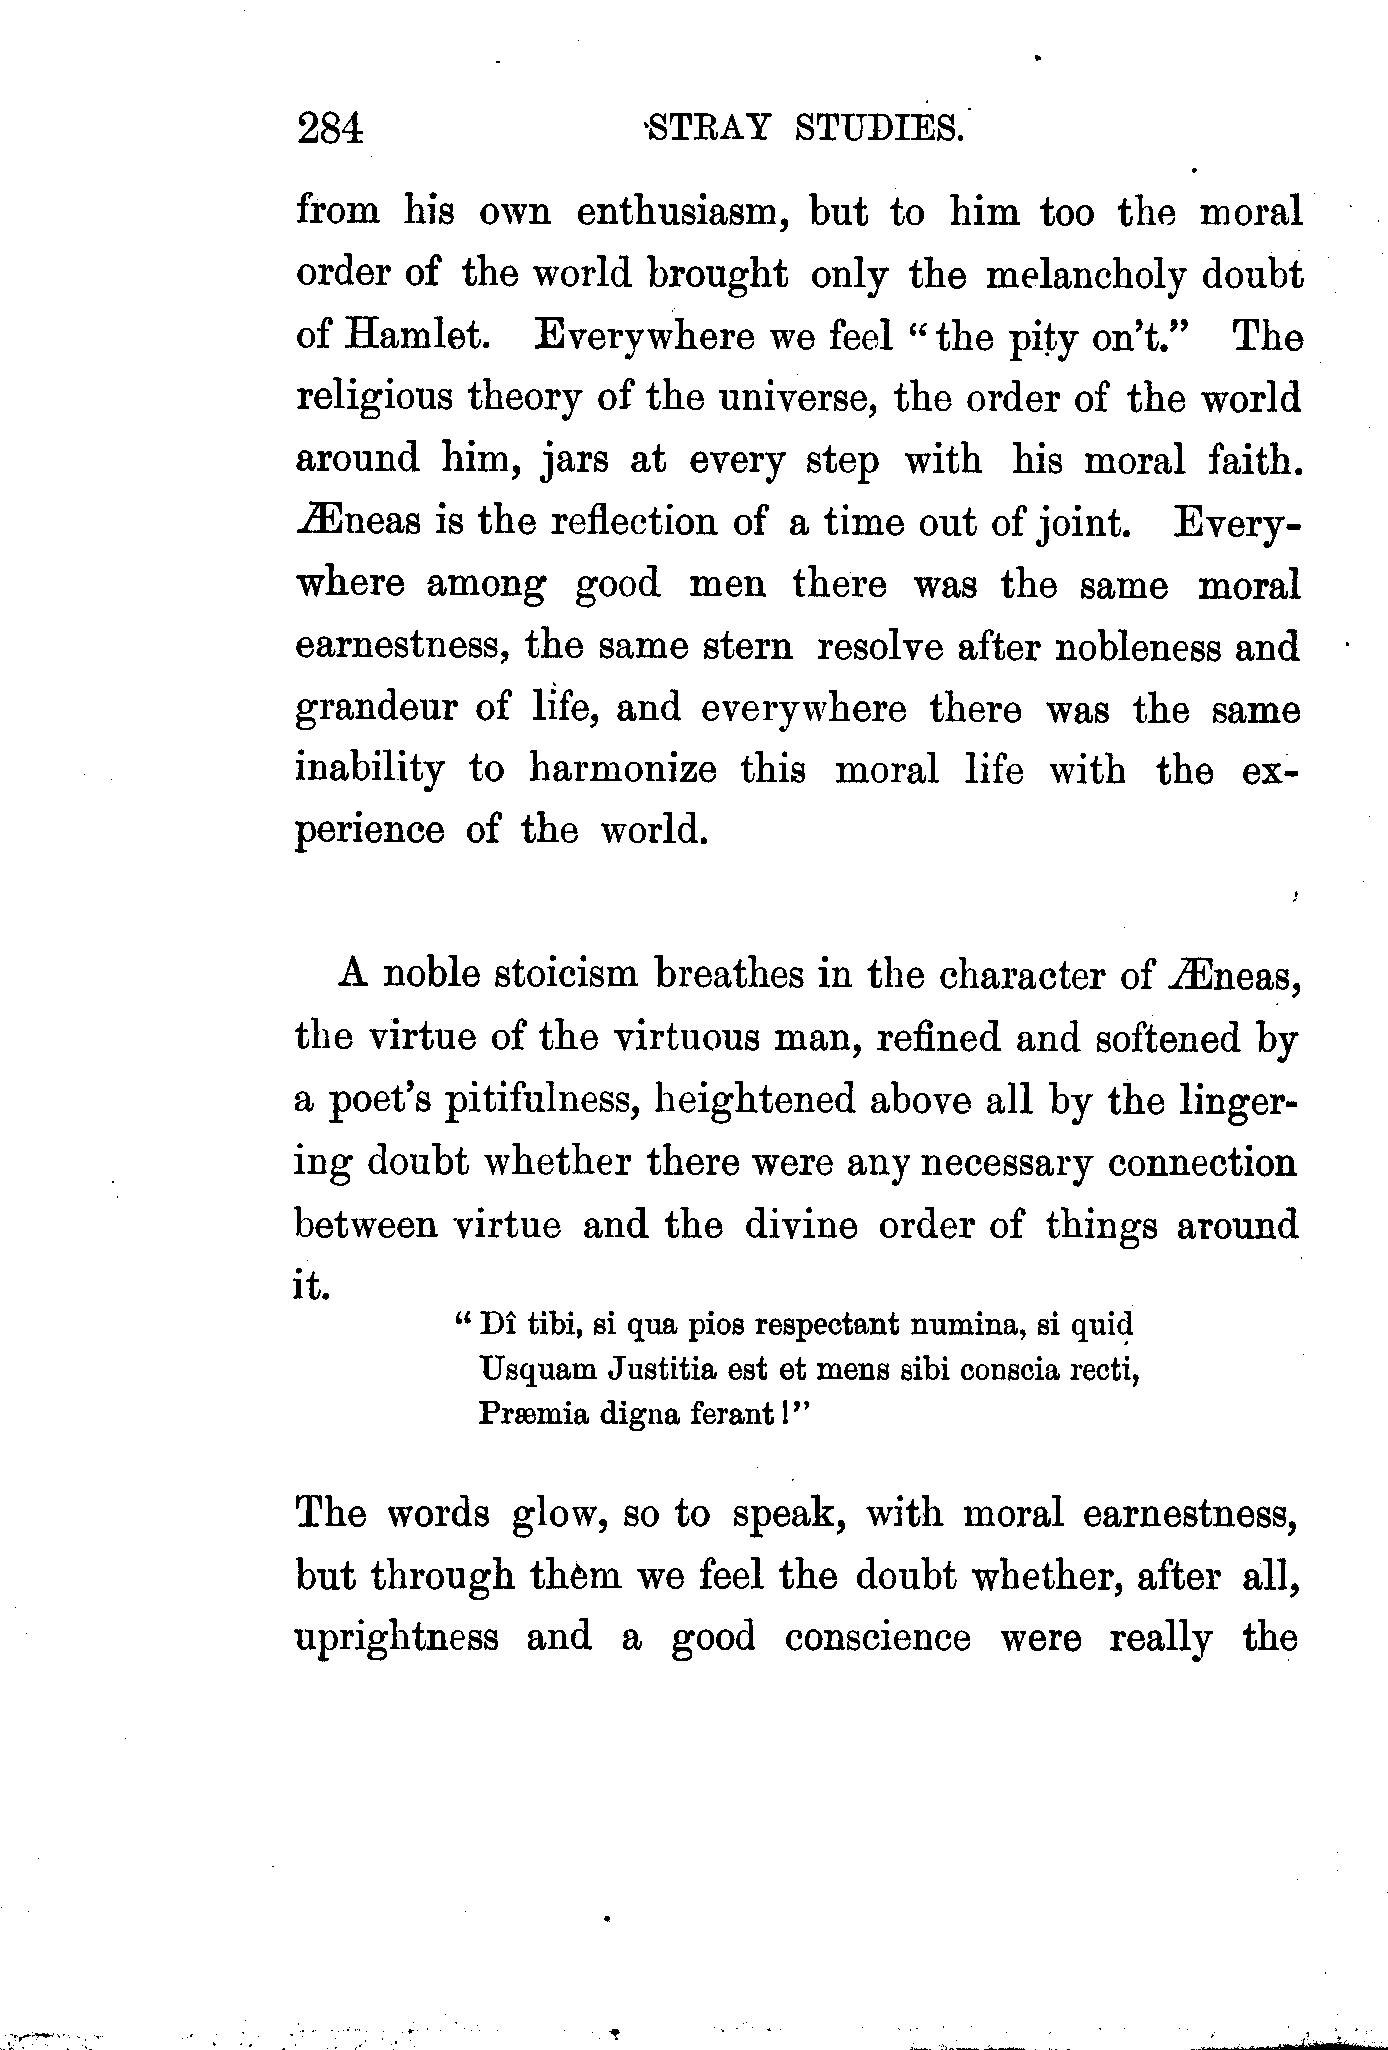 284 STRAY STUDIES.
from his own enthusiasm, but to him too the moral
order of the world brought only the melancholy doubt
of Hamlet. Everywhere we feel “the pity on’t.” The
religious theory of the universe, the order of the world
around him, jars at every step with his moral faith.
Æneas is the reflection of a time out of joint. Every-
where among good men there was the same moral
earnestness, the same stern resolve after nobleness and
grandeur of life, and everywhere there was the same
inability to harmonize this moral life with the ex-
perience of the world.
A noble stoicism breathes in the character of Æneas,
the virtue of the virtuous man, refined and softened by
a poet’s pitifulness, heightened above all by the linger-
ing doubt whether there were any necessary connection
between virtue and the divine order of things around
it.
“Dî tibi, si qua pios respectant numina, si quid
Usquam Justitia est et mens sibi conscia recti,
Præmia digna ferant!”
The words glow, so to speak, with moral earnestness,
but through them we feel the doubt whether, after all,
uprightness and a good conscience were really the